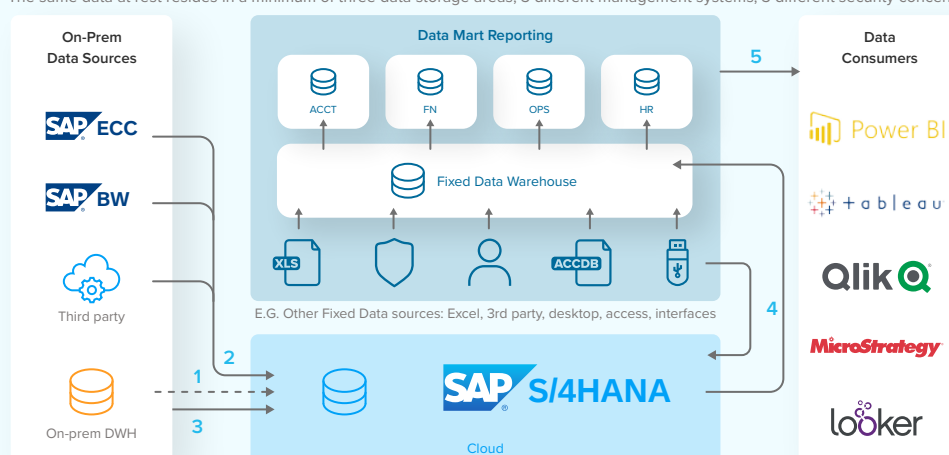 The same data at rest resides in a minimum of three data storage areas, 3 different management systems, 3 different security concer
On-Prem
Data Sources
SAP ECC
SAP BW
Third party
On-prem DWH
Data Mart Reporting
ACCT
FN
OPS
HR
Fixed Data Warehouse
XLS
ACCDB
E.G. Other Fixed Data sources: Excel, 3rd party, desktop, access, interfaces
1
2
3
4
5
SAP® S/4HANA
Cloud
Data
Consumers
Power BI
+ a b l e a u
Qlik
MicroStrategy
looker